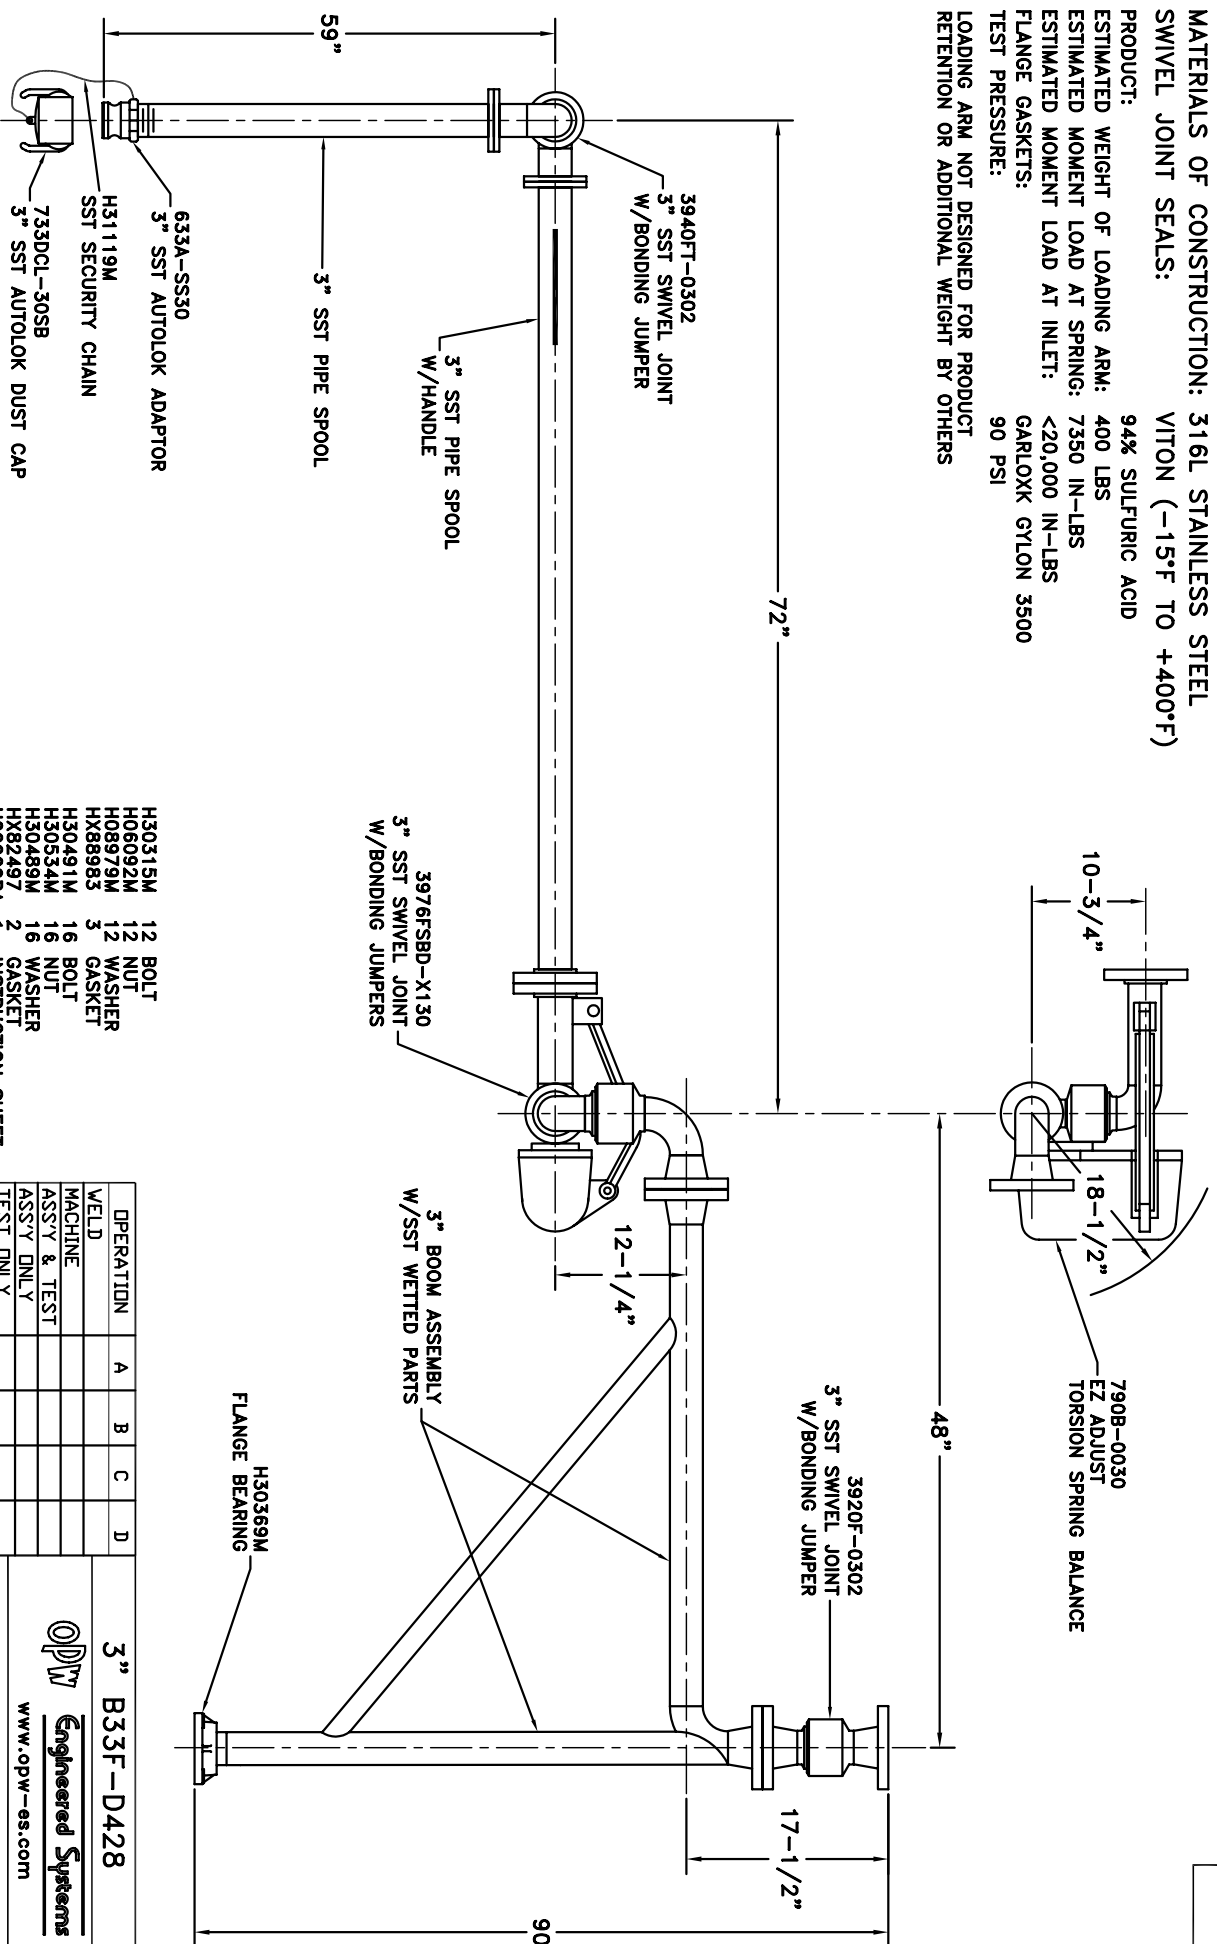 MATERIALS OF CONSTRUCTION: 316L STAINLESS STEEL
SWIVEL JOINT SEALS: VITON (-15°F TO +400°F)
PRODUCT: 94% SULFURIC ACID
ESTIMATED WEIGHT OF LOADING ARM: 400 LBS
ESTIMATED MOMENT LOAD AT SPRING: 7350 IN-LBS
ESTIMATED MOMENT LOAD AT INLET: <20,000 IN-LBS
FLANGE GASKETS: GARLOXK GYLON 3500
TEST PRESSURE: 90 PSI
LOADING ARM NOT DESIGNED FOR PRODUCT
RETENTION OR ADDITIONAL WEIGHT BY OTHERS
10-3/4"
18-1/2"
790B-0030
EZ ADJUST
TORSION SPRING BALANCE
72"
48"
3920F-0302
3" SST SWIVEL JOINT
W/BONDING JUMPER
17-1/2"
90
3940FT-0302
3" SST SWIVEL JOINT
W/BONDING JUMPER
12-1/4"
59"
3" SST PIPE SPOOL
W/HANDLE
3976FSBD-X130
3" SST SWIVEL JOINT
W/BONDING JUMPERS
3" BOOM ASSEMBLY
W/SST WETTED PARTS
3" SST PIPE SPOOL
H30369M
FLANGE BEARING
633A-SS30
3" SST AUTOLOK ADAPTOR
H31119M
SST SECURITY CHAIN
733DCL-30SB
3" SST AUTOLOK DUST CAP
H30315M 12 BOLT
H06092M 12 NUT
H08979M 12 WASHER
HX88983 3 GASKET
H30491M 16 BOLT
H30534M 16 NUT
H30489M 16 WASHER
HX82497 2 GASKET
1 INSTRUCTION SHEET
OPERATION A B C D
WELD
MACHINE
ASS'Y & TEST
ASS'Y ONLY
TEST ONLY
3" B33F-D428
OPW Engineered Systems
www.opw-es.com